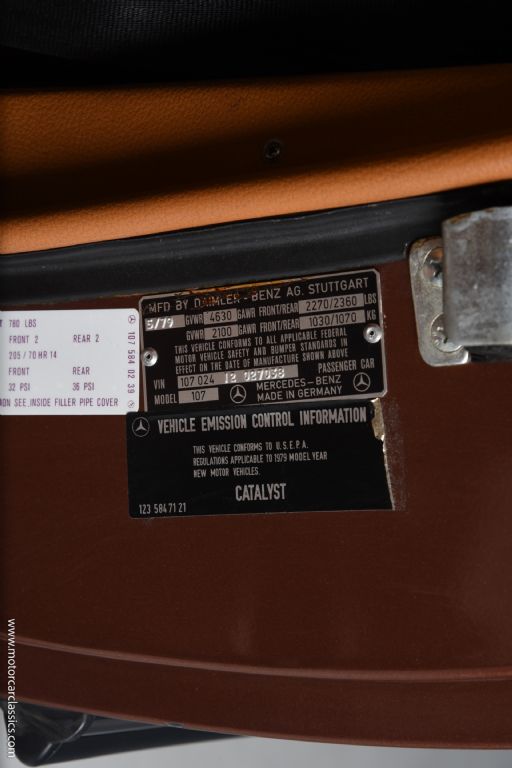 MFD BY DAIMLER - BENZ AG. STUTTGART
5/79 GVWR 4630 GAWR FRONT/REAR 2270/2360 LBS
GVWR 2100 GAWR FRONT/REAR 1030/1070 KG
THIS VEHICLE CONFORMS TO ALL APPLICABLE FEDERAL
MOTOR VEHICLE SAFETY AND BUMPER STANDARDS IN
EFFECT ON THE DATE OF MANUFACTURE SHOWN ABOVE
PASSENGER CAR
VIN 107 024 12 027058
MODEL 107 MERCEDES-BENZ
MADE IN GERMANY
780 LBS
FRONT 2 REAR 2
205/70 HR 14
FRONT REAR
32 PSI 36 PSI
SEE INSIDE FILLER PIPE COVER
107 584 02 39
VEHICLE EMISSION CONTROL INFORMATION
THIS VEHICLE CONFORMS TO U.S.E.P.A.
REGULATIONS APPLICABLE TO 1979 MODEL YEAR
NEW MOTOR VEHICLES.
CATALYST
123 584 71 21
www.motorcarclassics.com